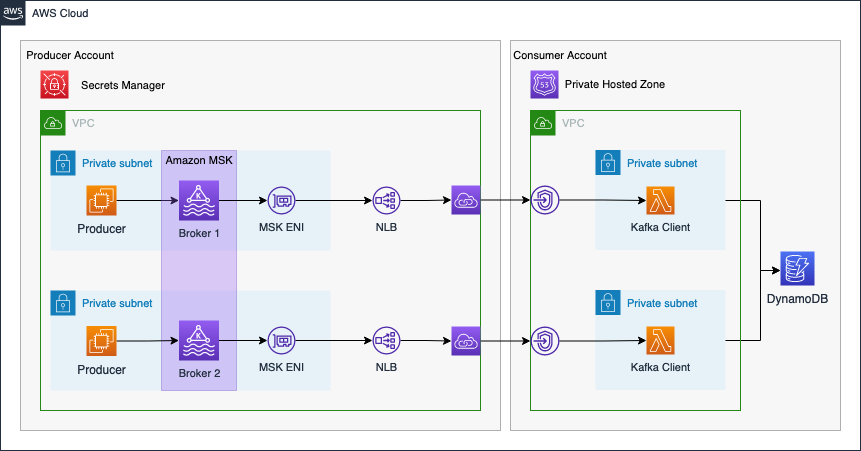 aws
AWS Cloud
Producer Account
Secrets Manager
VPC
Private subnet
Amazon MSK
Producer
Broker 1
MSK ENI
NLB
Private subnet
Producer
Broker 2
MSK ENI
NLB
Consumer Account
53
Private Hosted Zone
VPC
Private subnet
Kafka Client
Private subnet
Kafka Client
DynamoDB